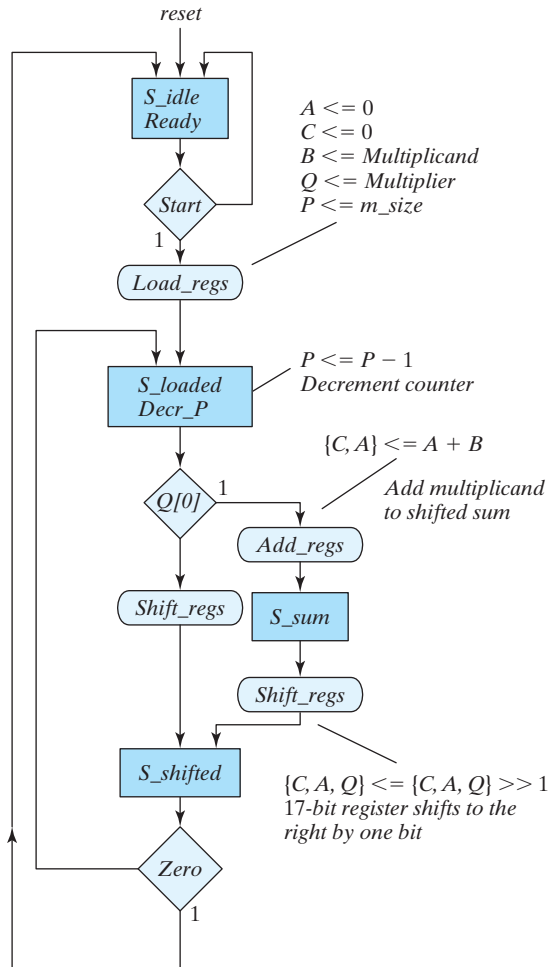 reset
S_idle
Ready
A <= 0
C <= 0
B <= Multiplicand
Q <= Multiplier
P <= m_size
Start
1
Load_regs
S_loaded
Decr_P
P <= P − 1
Decrement counter
{C, A} <= A + B
Add multiplicand
to shifted sum
Q[0]
1
Add_regs
Shift_regs
S_sum
Shift_regs
S_shifted
{C, A, Q} <= {C, A, Q} >> 1
17-bit register shifts to the
right by one bit
Zero
1